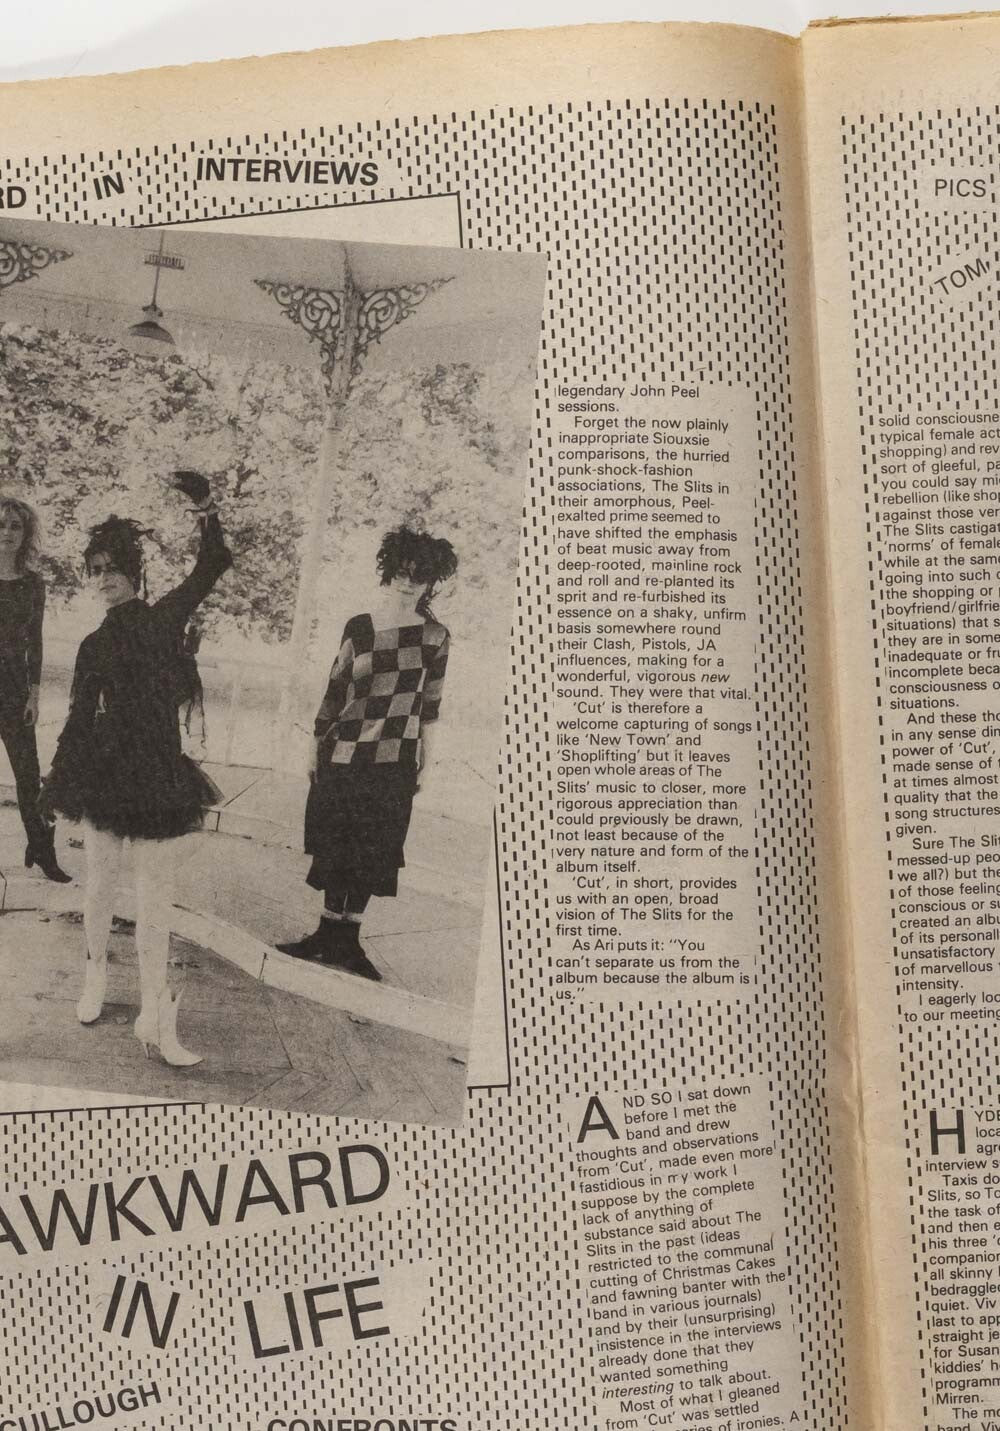 RD IN INTERVIEWS
legendary John Peel
sessions.
Forget the now plainly
inappropriate Siouxsie
comparisons, the hurried
punk-shock-fashion
associations, The Slits in
their amorphous, Peel-
exalted prime seemed to
have shifted the emphasis
of beat music away from
deep-rooted, mainline rock
and roll and re-planted its
sprit and re-furbished its
essence on a shaky, unfirm
basis somewhere round
their Clash, Pistols, JA
influences, making for a
wonderful, vigorous new
sound. They were that vital.
'Cut' is therefore a
welcome capturing of songs
like 'New Town' and
'Shoplifting' but it leaves
open whole areas of The
Slits' music to closer, more
rigorous appreciation than
could previously be drawn,
not least because of the
very nature and form of the
album itself.
'Cut', in short, provides
us with an open, broad
vision of The Slits for the
first time.
As Ari puts it: "You
can't separate us from the
album because the album is
us."
AWKWARD
IN LIFE
CULLOUGH
CONFRONTS
AND SO I sat down
before I met the
band and drew
thoughts and observations
from 'Cut', made even more
fastidious in my work I
suppose by the complete
lack of anything of
substance said about The
Slits in the past (ideas
restricted to the communal
cutting of Christmas Cakes
and fawning banter with the
band in various journals)
and by their (unsurprising)
insistence in the interviews
already done that they
wanted something
interesting to talk about.
Most of what I gleaned
from 'Cut' was settled
series of ironies. A
PICS
TOM
solid consciousne
typical female act
shopping) and rev
sort of gleeful, pa
you could say mi
rebellion (like shop
against those ver
The Slits castigat
'norms' of female
while at the same
going into such
the shopping or
boyfriend/girlfrie
situations) that s
they are in some
inadequate or fru
incomplete beca
consciousness o
situations.
And these tho
in any sense dim
power of 'Cut',
made sense of t
at times almost
quality that the
song structures
given.
Sure The Slit
messed-up peo
we all?) but the
of those feeling
conscious or su
created an albu
of its personali
unsatisfactory
of marvellous
intensity.
I eagerly loo
to our meeting
HYDE
loca
agre
interview s
Taxis do
Slits, so To
the task of
and then e
his three 'c
companion
all skinny
bedraggled
quiet. Viv
last to app
straight je
for Susan
kiddies' h
programm
Mirren.
The mo
band, Viv